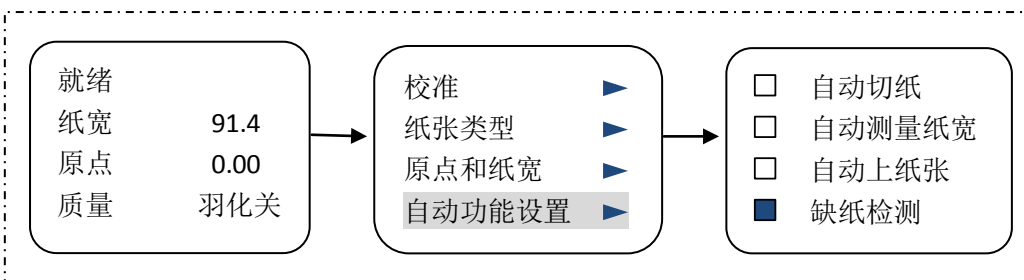 就绪
纸宽 91.4
原点 0.00
质量 羽化关
校准
纸张类型
原点和纸宽
自动功能设置
自动切纸
自动测量纸宽
自动上纸张
缺纸检测